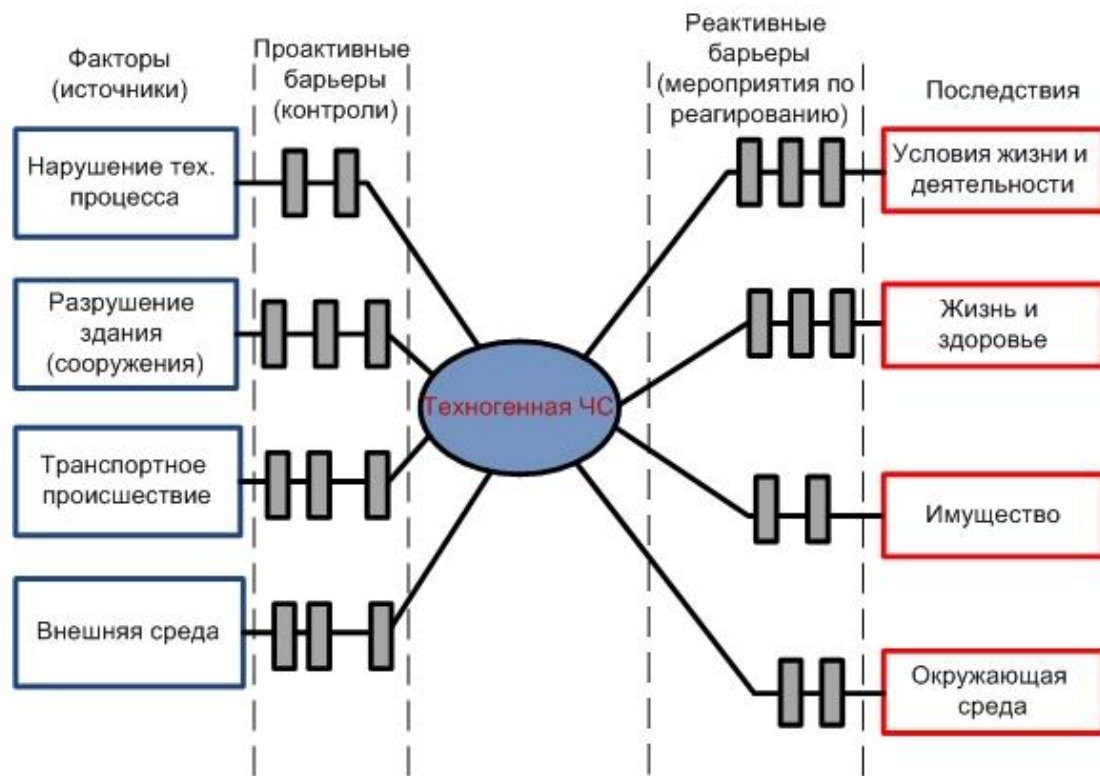 Факторы
(источники)
Проактивные
барьеры
(контроли)
Реактивные
барьеры
(мероприятия по
реагированию)
Последствия
Нарушение тех.
процесса
Разрушение
здания
(сооружения)
Транспортное
происшествие
Внешняя среда
Техногенная ЧС
Условия жизни и
деятельности
Жизнь и
здоровье
Имущество
Окружающая
среда